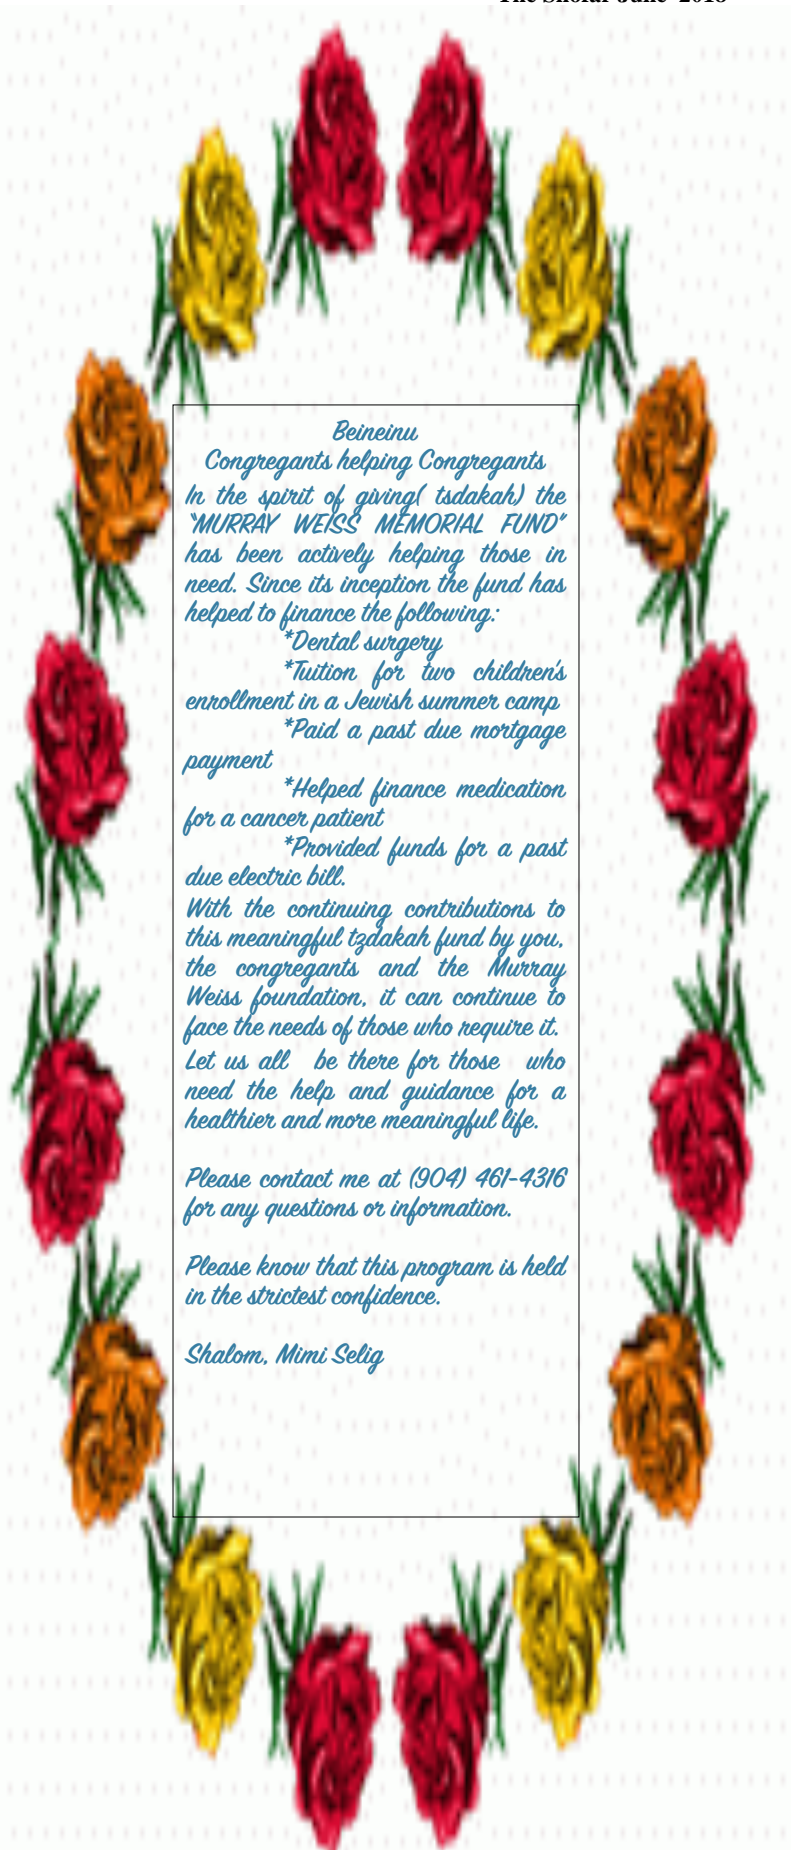 The Shofar June 2018
Beineinu
Congregants helping Congregants
In the spirit of giving( tsdakah) the
"MURRAY WEISS MEMORIAL FUND"
has been actively helping those in
need. Since its inception the fund has
helped to finance the following:
*Dental surgery
*Tuition for two children's
enrollment in a Jewish summer camp
*Paid a past due mortgage
payment
*Helped finance medication
for a cancer patient
*Provided funds for a past
due electric bill.
With the continuing contributions to
this meaningful tzdakah fund by you,
the congregants and the Murray
Weiss foundation, it can continue to
face the needs of those who require it.
Let us all be there for those who
need the help and guidance for a
healthier and more meaningful life.
Please contact me at (904) 461-4316
for any questions or information.
Please know that this program is held
in the strictest confidence.
Shalom, Mimi Selig